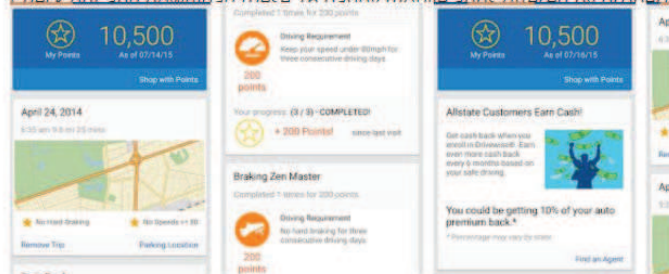 10,500
My Points
As of 07/14/15
Shop with Points
April 24, 2014
No Hard Braking
No Speeds >= 80
Remove Trip
Parking Location
Completed 1 times for 200 points
Driving Requirement
Keep your speed under 80mph for
three consecutive driving days
200
points
Your progress: (3 / 3) - COMPLETED!
+ 200 Points!
since last visit
Braking Zen Master
Completed 1 times for 200 points
Driving Requirement
No hard braking for three
consecutive driving days
200
points
10,500
My Points
As of 07/16/15
Shop with Points
Allstate Customers Earn Cash!
Get cash back when you
enroll in Drivewise®. Earn
even more cash back
every 6 months based on
your safe driving.
You could be getting 10% of your auto
premium back.*
* Percentage may vary by state
Find an Agent